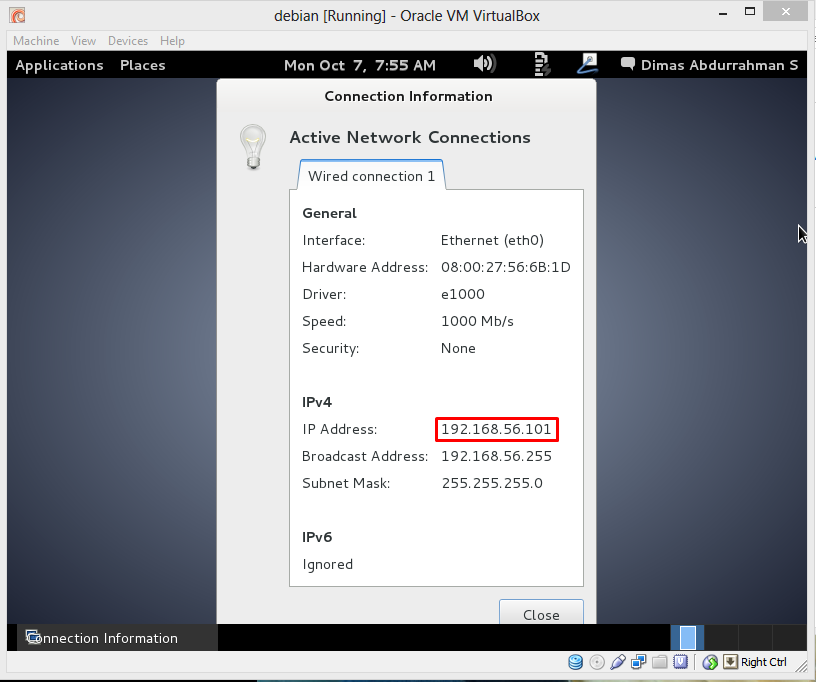 debian [Running] - Oracle VM VirtualBox
Machine View Devices Help
Applications Places Mon Oct 7, 7:55 AM Dimas Abdurrahman S
Connection Information
Active Network Connections
Wired connection 1
General
Interface: Ethernet (eth0)
Hardware Address: 08:00:27:56:6B:1D
Driver: e1000
Speed: 1000 Mb/s
Security: None
IPv4
IP Address: 192.168.56.101
Broadcast Address: 192.168.56.255
Subnet Mask: 255.255.255.0
IPv6
Ignored
Close
onnection Information
Right Ctrl